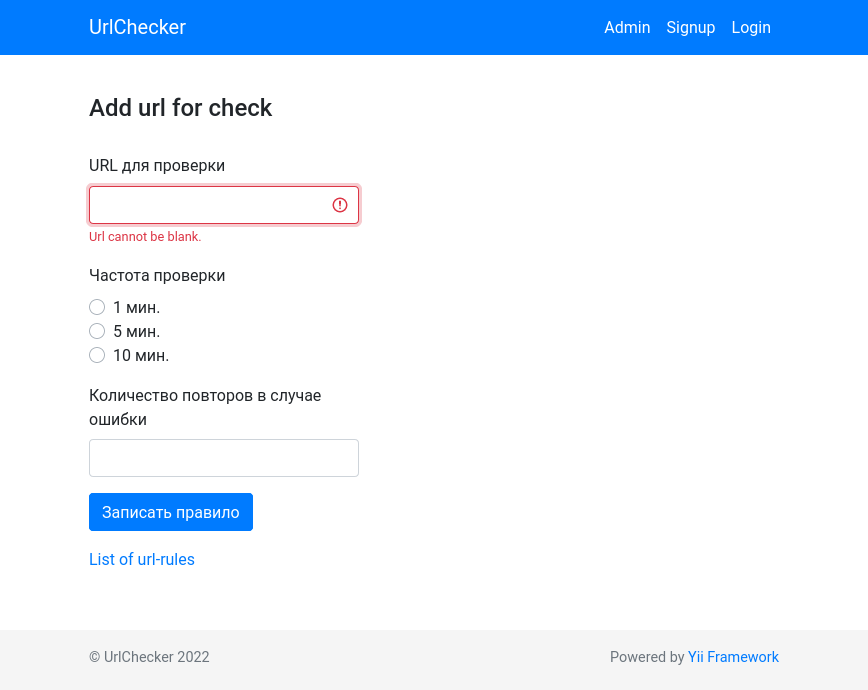 UrlChecker
Admin Signup Login
Add url for check
URL для проверки
Url cannot be blank.
Частота проверки
1 мин.
5 мин.
10 мин.
Количество повторов в случае
ошибки
Записать правило
List of url-rules
© UrlChecker 2022
Powered by Yii Framework